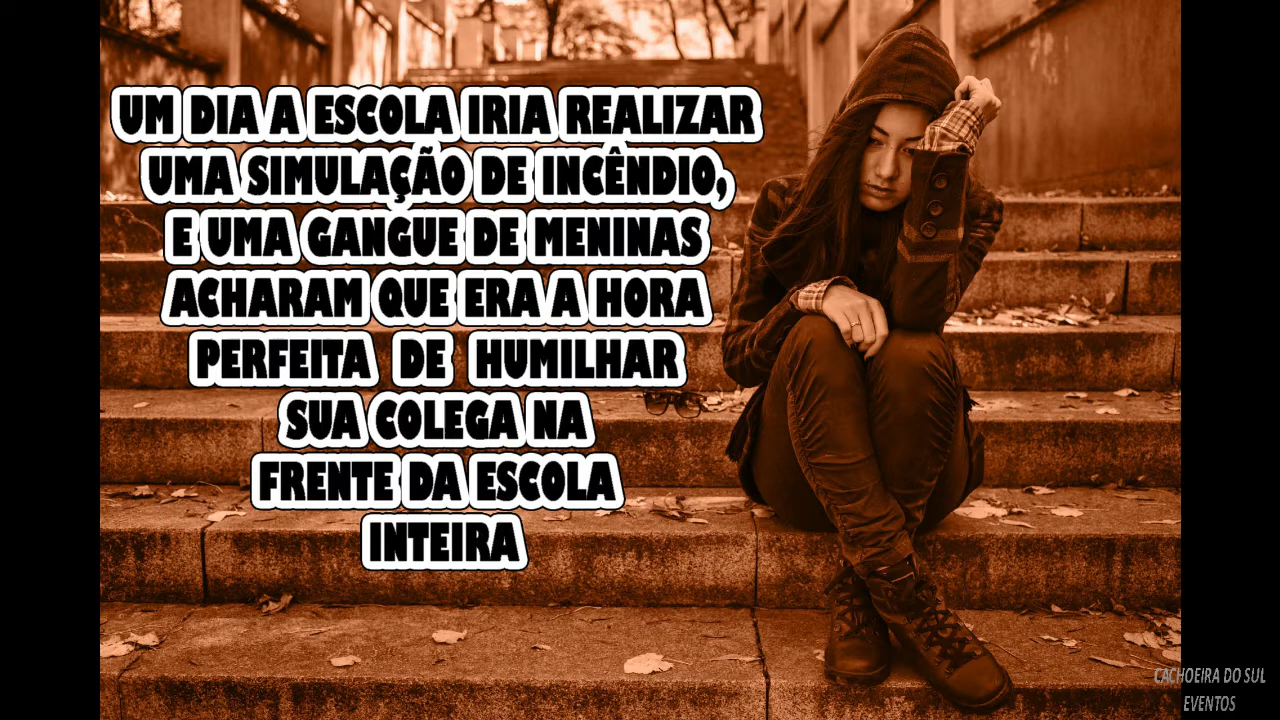 UM DIA A ESCOLA IRIA REALIZAR
UMA SIMULAÇÃO DE INCÊNDIO,
E UMA GANGUE DE MENINAS
ACHARAM QUE ERA A HORA
PERFEITA DE HUMILHAR
SUA COLEGA NA
FRENTE DA ESCOLA
INTEIRA
CACHOEIRA DO SUL
EVENTOS